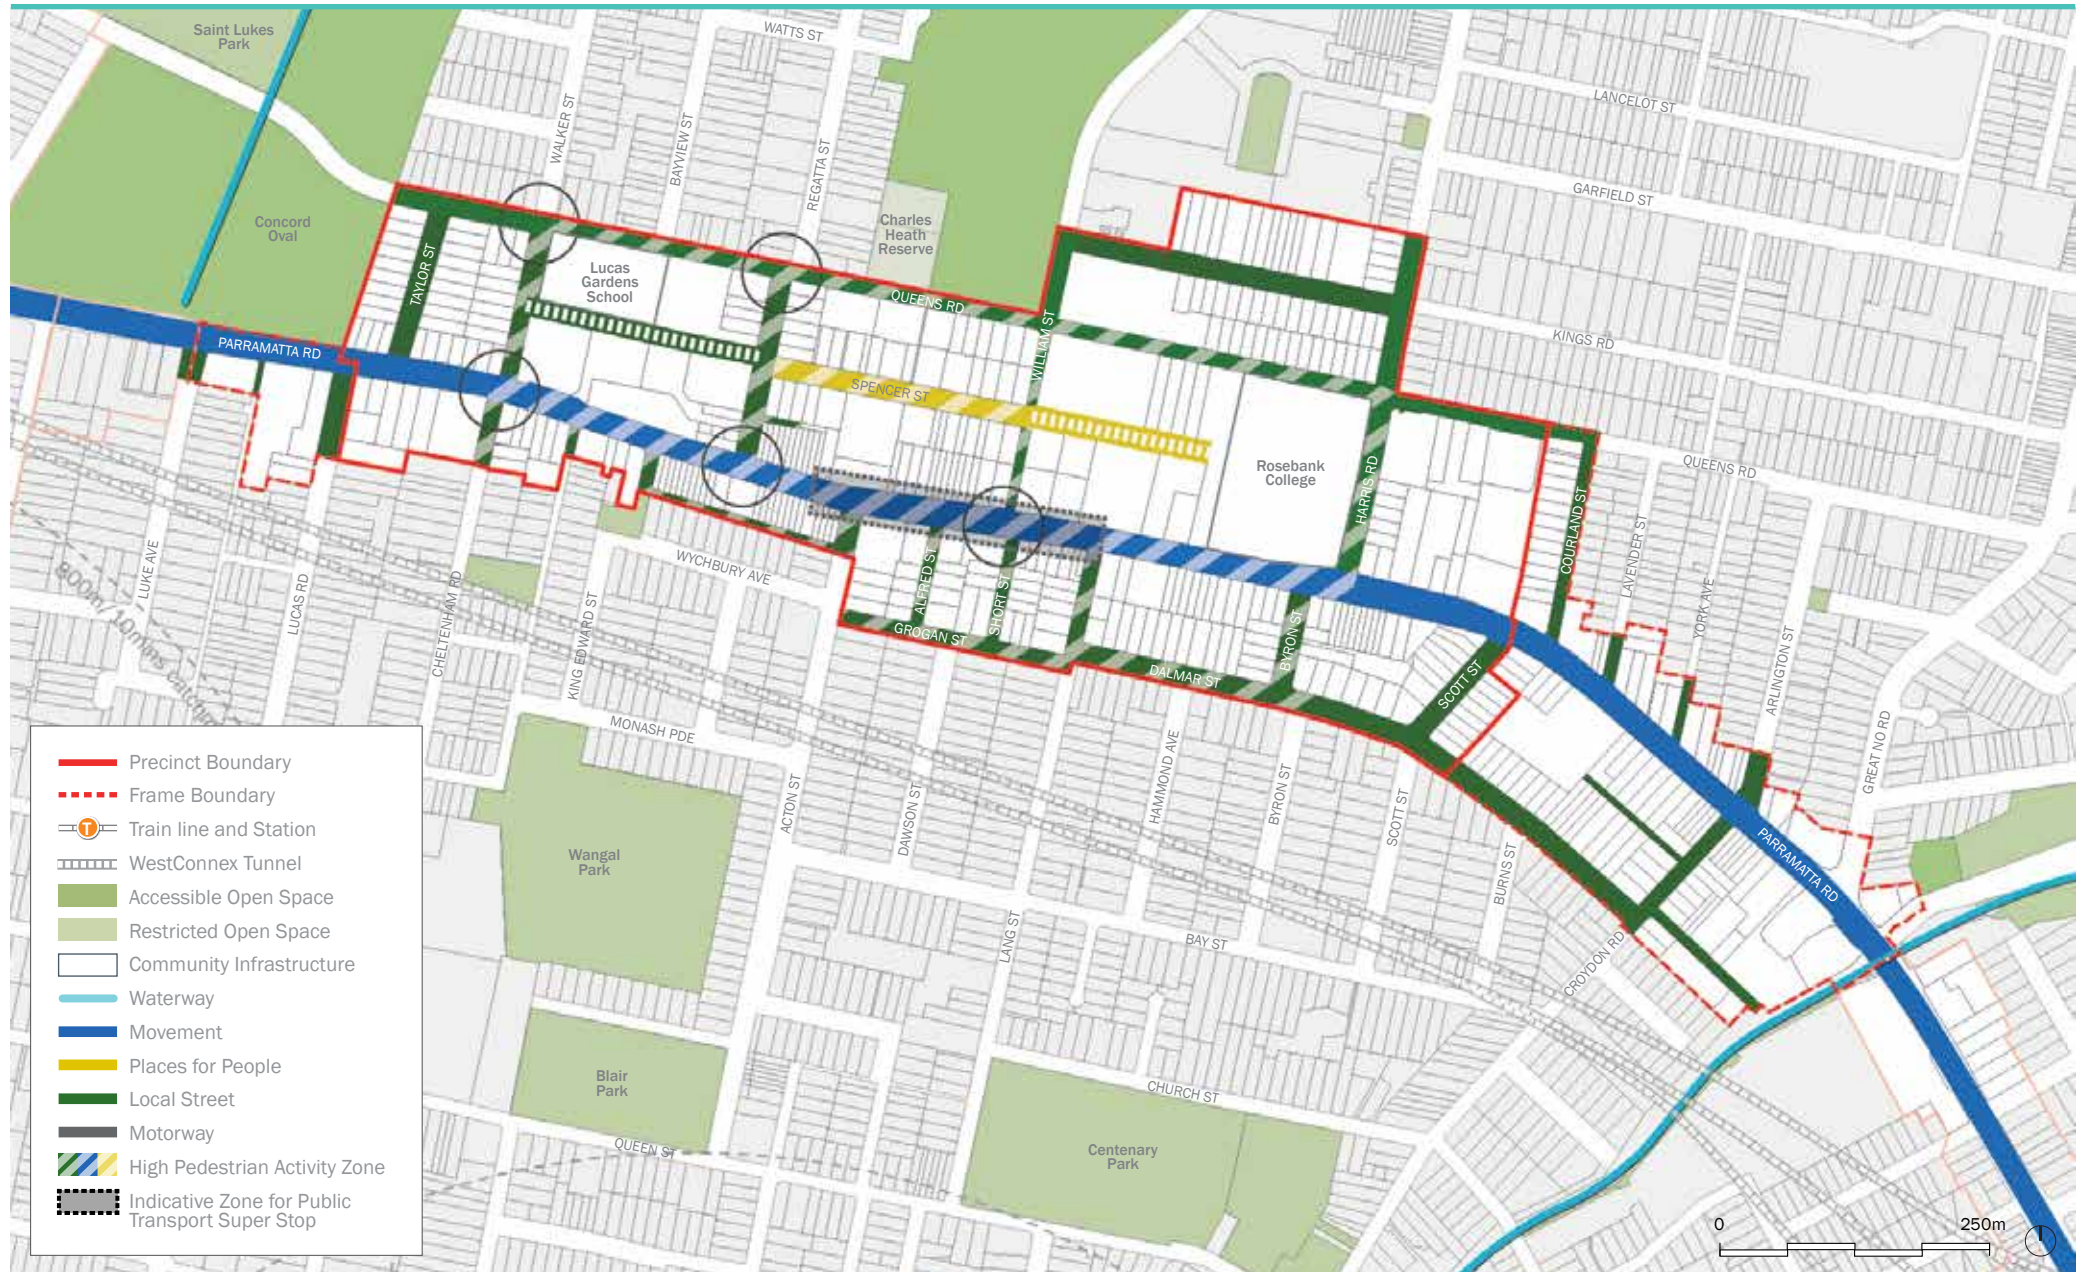 Saint Lukes
Park
WATTS ST
LANCELOT ST
WALKER ST
BAYVIEW ST
REGATTA ST
GARFIELD ST
Concord
Oval
Charles
Heath
Reserve
TAYLOR ST
Lucas
Gardens
School
QUEENS RD
WILLIAM ST
KINGS RD
PARRAMATTA RD
SPENCER ST
Rosebank
College
HARRIS RD
QUEENS RD
COURLAND ST
LAVENDER ST
YORK AVE
ARLINGTON ST
GREAT NO RD
LUKE AVE
LUCAS RD
CHELTENHAM RD
KING EDWARD ST
WYCHBURY AVE
ALFRED ST
SHORT ST
GROGAN ST
DALMAR ST
BYRON ST
SCOTT ST
800m/10mins
MONASH PDE
ACTON ST
DAWSON ST
HAMMOND AVE
BYRON ST
SCOTT ST
BURNS ST
PARRAMATTA RD
Wangal
Park
LANG ST
BAY ST
CROYDON RD
Blair
Park
CHURCH ST
QUEEN ST
Centenary
Park
Precinct Boundary
Frame Boundary
T
Train line and Station
WestConnex Tunnel
Accessible Open Space
Restricted Open Space
Community Infrastructure
Waterway
Movement
Places for People
Local Street
Motorway
High Pedestrian Activity Zone
Indicative Zone for Public
Transport Super Stop
0 250m